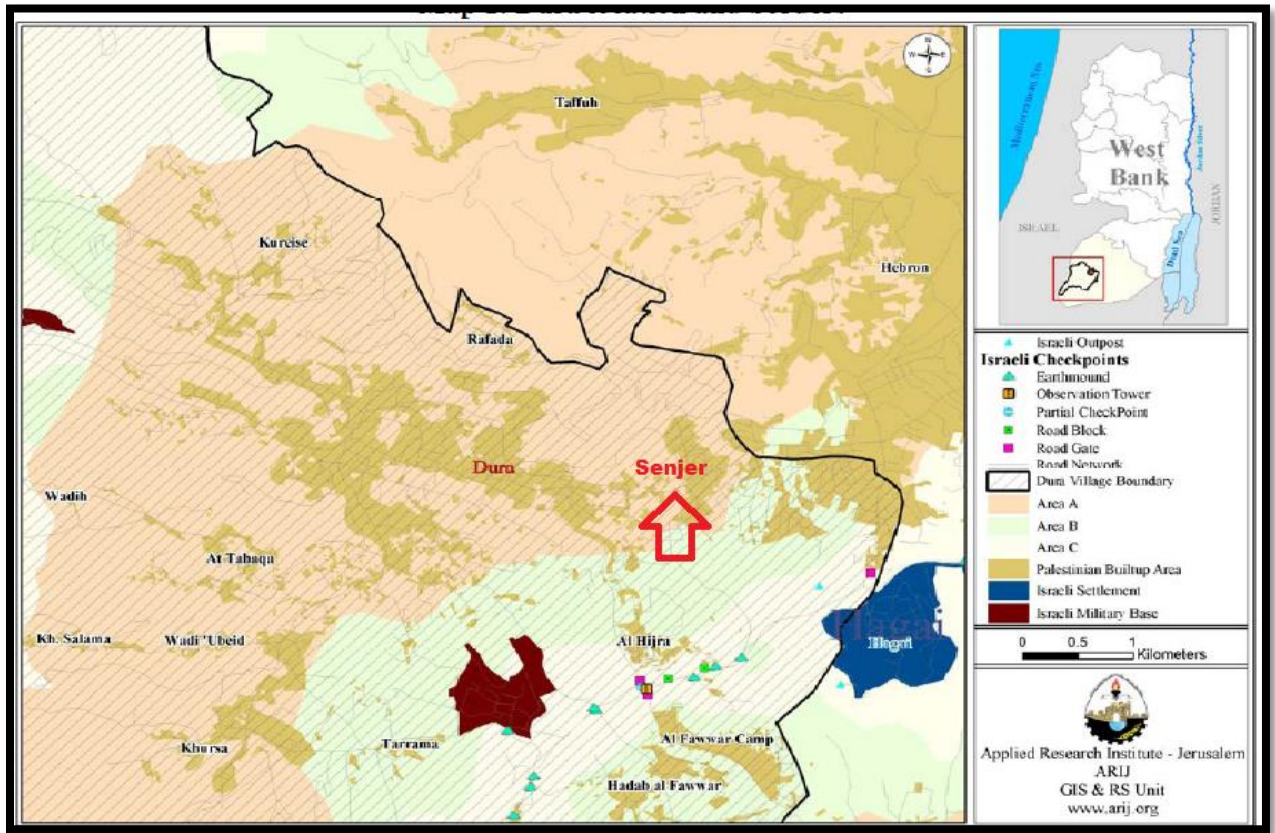 Taffuh
Kureise
Hebron
Rafada
Dura
Senjer
Wadih
At Tabaqa
Kh. Salama
Wadi 'Ubeid
Al Hijra
Hagai
Hagai
Khursa
Tarrama
Al Fawwar Camp
Hadab al Fawwar
N
W
E
S
Mediterranean Sea
West
Bank
Jordan River
ISRAEL
JORDAN
Dead Sea
Israeli Outpost
Israeli Checkpoints
Earthmound
Observation Tower
Partial CheckPoint
Road Block
Road Gate
Road Network
Dura Village Boundary
Area A
Area B
Area C
Palestinian Builtup Area
Israeli Settlement
Israeli Military Base
0 0.5 1
Kilometers
Applied Research Institute - Jerusalem
ARIJ
GIS & RS Unit
www.arij.org